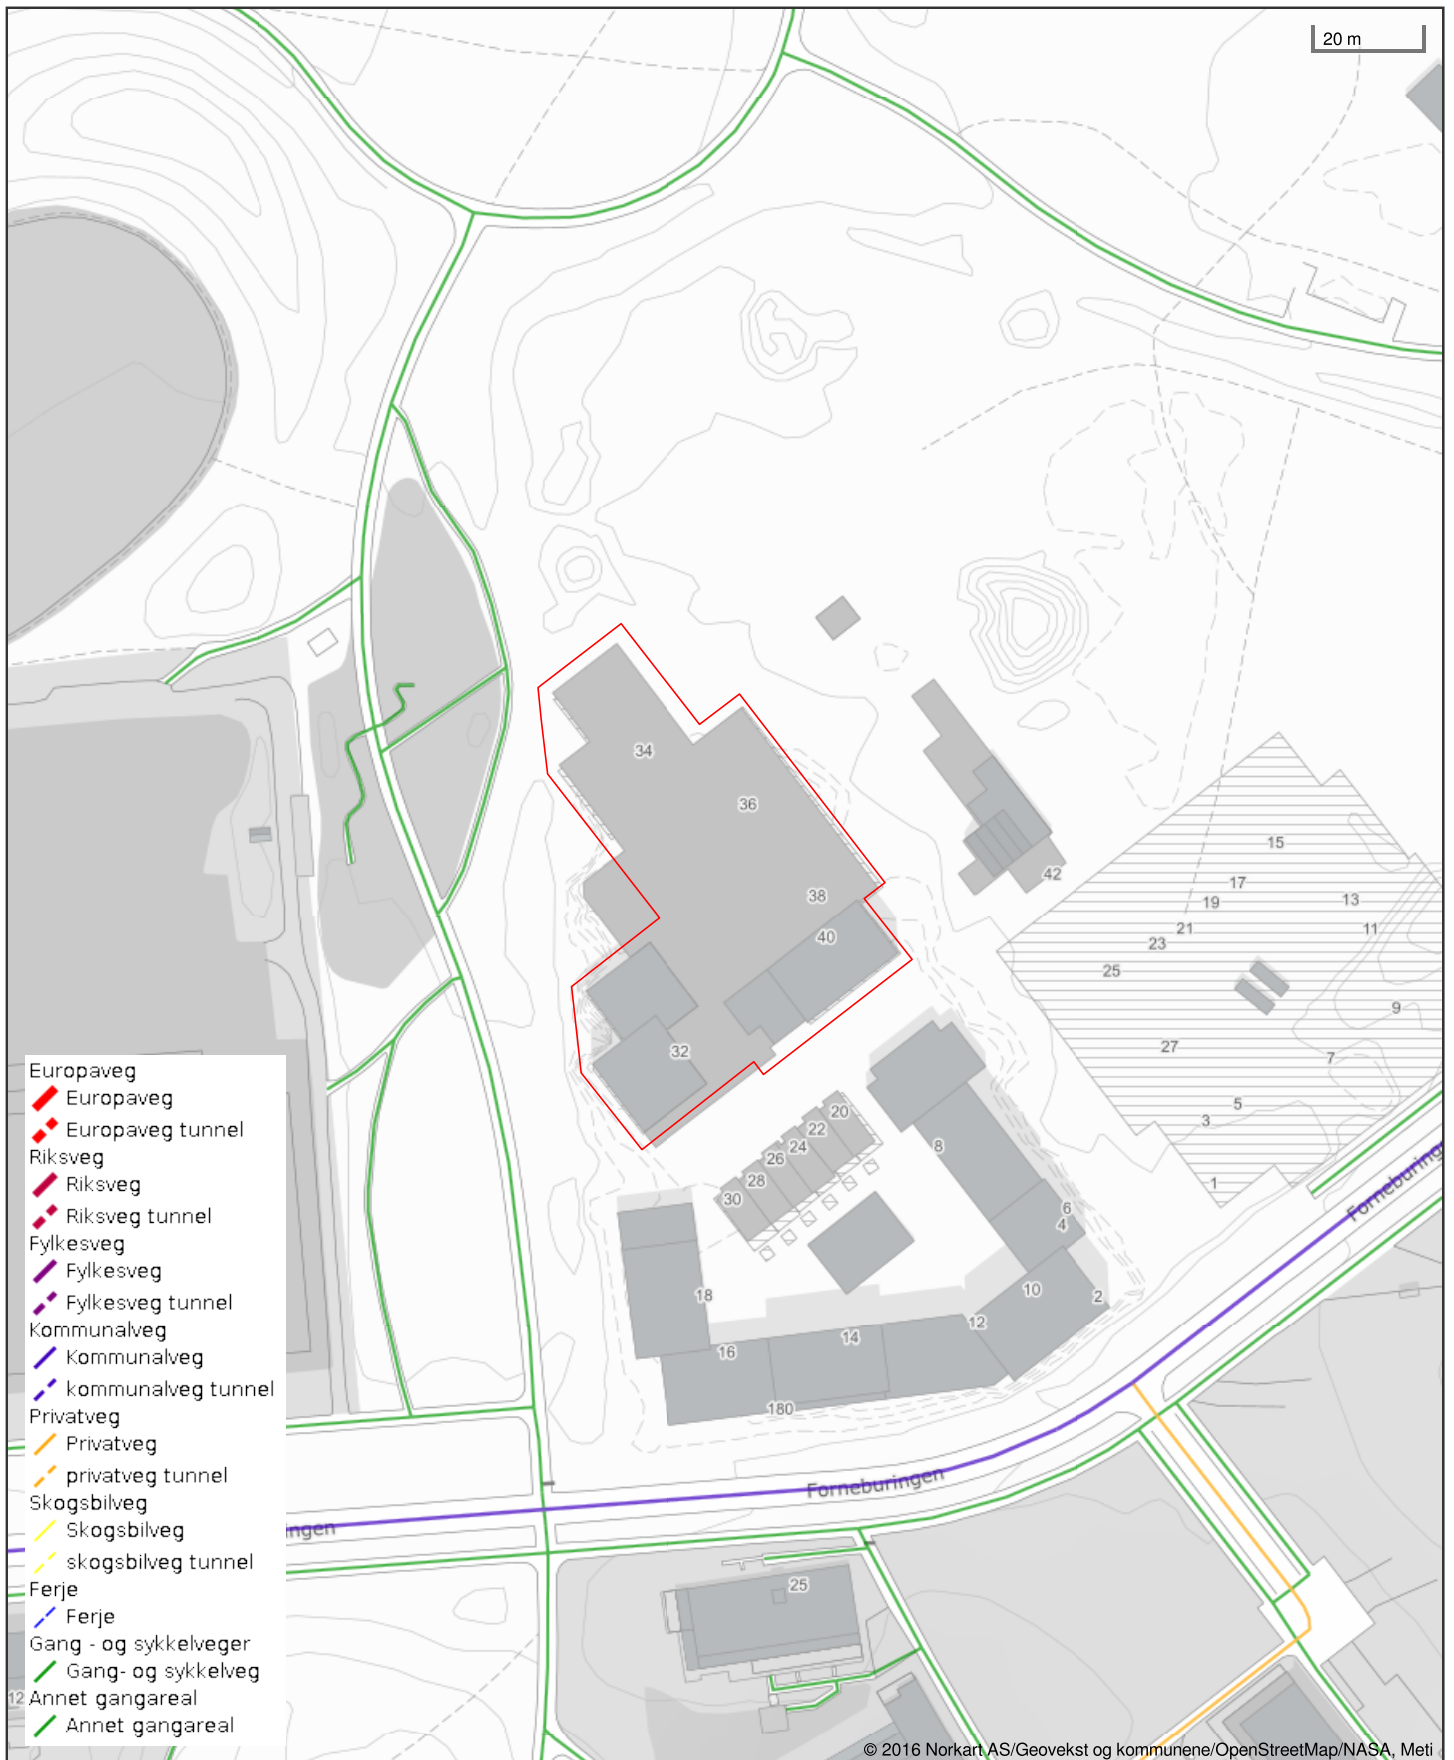 20 m
34
36
38
40
42
15
17
19
13
21
11
23
25
9
27
7
32
5
3
20
22
24
8
26
28
1
30
6
4
Forneburing
18
10
2
12
14
16
180
Forneburingen
ingen
25
12
Europaveg
Europaveg
Europaveg tunnel
Riksveg
Riksveg
Riksveg tunnel
Fylkesveg
Fylkesveg
Fylkesveg tunnel
Kommunalveg
Kommunalveg
kommunalveg tunnel
Privatveg
Privatveg
privatveg tunnel
Skogsbilveg
Skogsbilveg
skogsbilveg tunnel
Ferje
Ferje
Gang - og sykkelveger
Gang- og sykkelveg
Annet gangareal
Annet gangareal
© 2016 Norkart AS/Geovekst og kommunene/OpenStreetMap/NASA, Meti